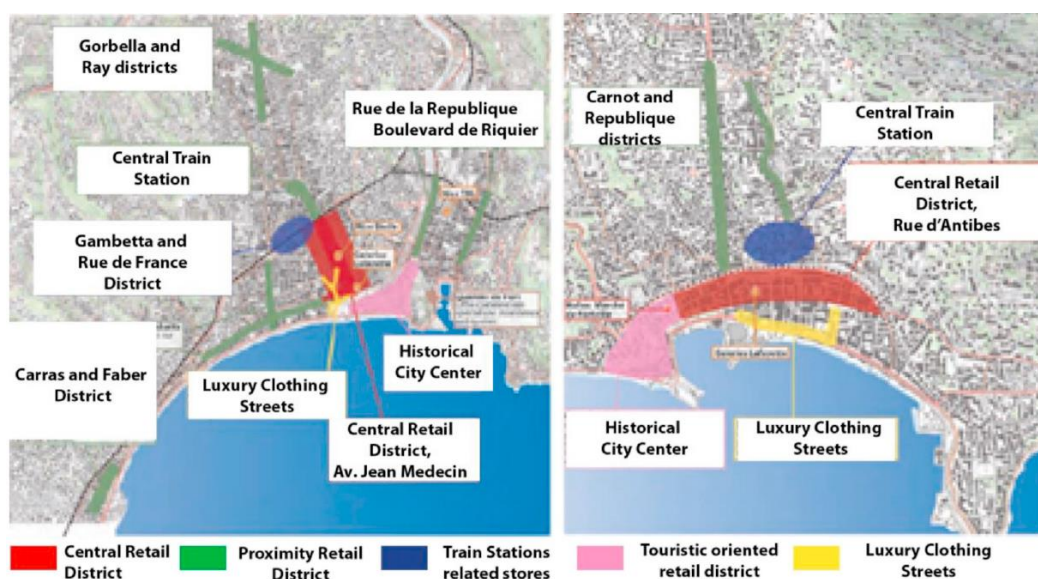 Gorbella and
Ray districts
Rue de la Republique
Boulevard de Riquier
Central Train
Station
Gambetta and
Rue de France
District
Carras and Faber
District
Luxury Clothing
Streets
Historical
City Center
Central Retail
District,
Av. Jean Medecin
Carnot and
Republique
districts
Central Train
Station
Central Retail
District,
Rue d'Antibes
Historical
City Center
Luxury Clothing
Streets
Central Retail
District
Proximity Retail
District
Train Stations
related stores
Touristic oriented
retail district
Luxury Clothing
Streets